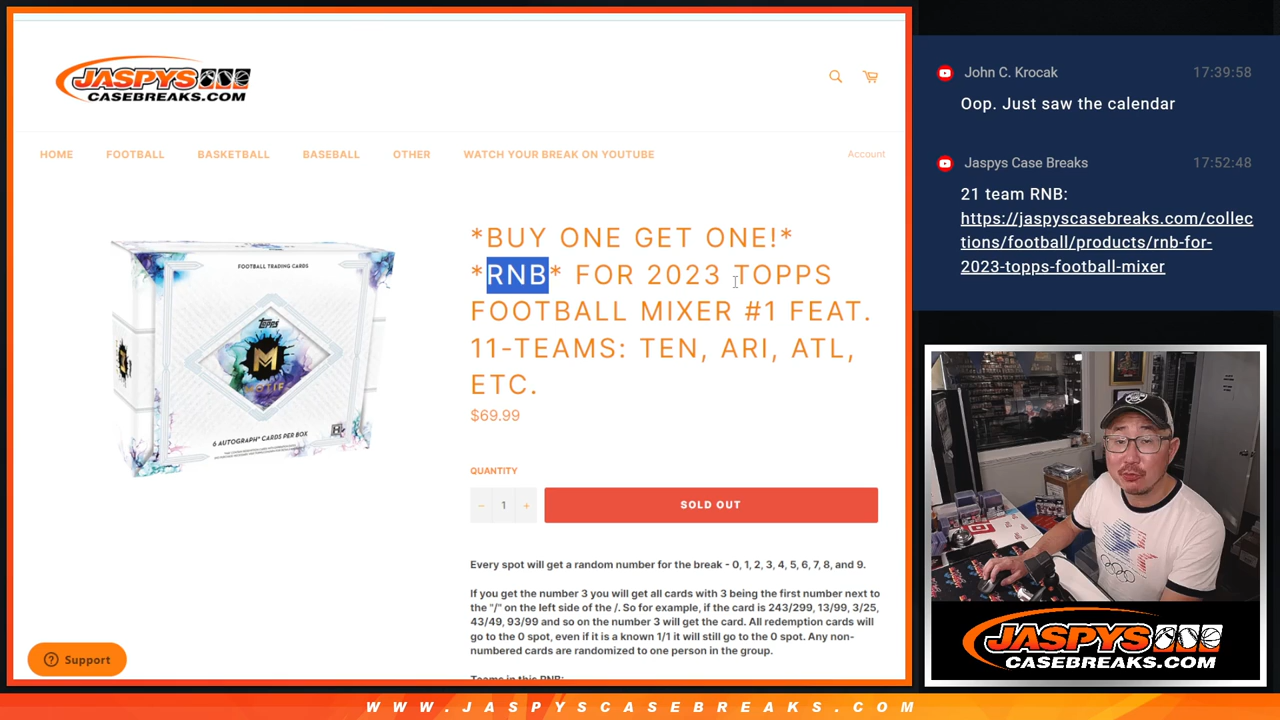 JASPYS
CASEBREAKS.COM
HOME FOOTBALL BASKETBALL BASEBALL OTHER WATCH YOUR BREAK ON YOUTUBE Account
FOOTBALL TRADING CARDS
TOPPS
M
MOTIF
6 AUTOGRAPH CARDS PER BOX
*BUY ONE GET ONE!*
*RNB* FOR 2023 TOPPS
FOOTBALL MIXER #1 FEAT.
11-TEAMS: TEN, ARI, ATL,
ETC.
$69.99
QUANTITY
− 1 + SOLD OUT
Every spot will get a random number for the break - 0, 1, 2, 3, 4, 5, 6, 7, 8, and 9.
If you get the number 3 you will get all cards with 3 being the first number next to
the "/" on the left side of the /. So for example, if the card is 243/299, 13/99, 3/25,
43/49, 93/99 and so on the number 3 will get the card. All redemption cards will
go to the 0 spot, even if it is a known 1/1 it will still go to the 0 spot. Any non-
numbered cards are randomized to one person in the group.
Teams in this RNB:
Support
John C. Krocak 17:39:58
Oop. Just saw the calendar
Jaspys Case Breaks 17:52:48
21 team RNB:
https://jaspyscasebreaks.com/collec
tions/football/products/rnb-for-
2023-topps-football-mixer
JASPYS
CASEBREAKS.COM
WWW.JASPYSCASEBREAKS.COM